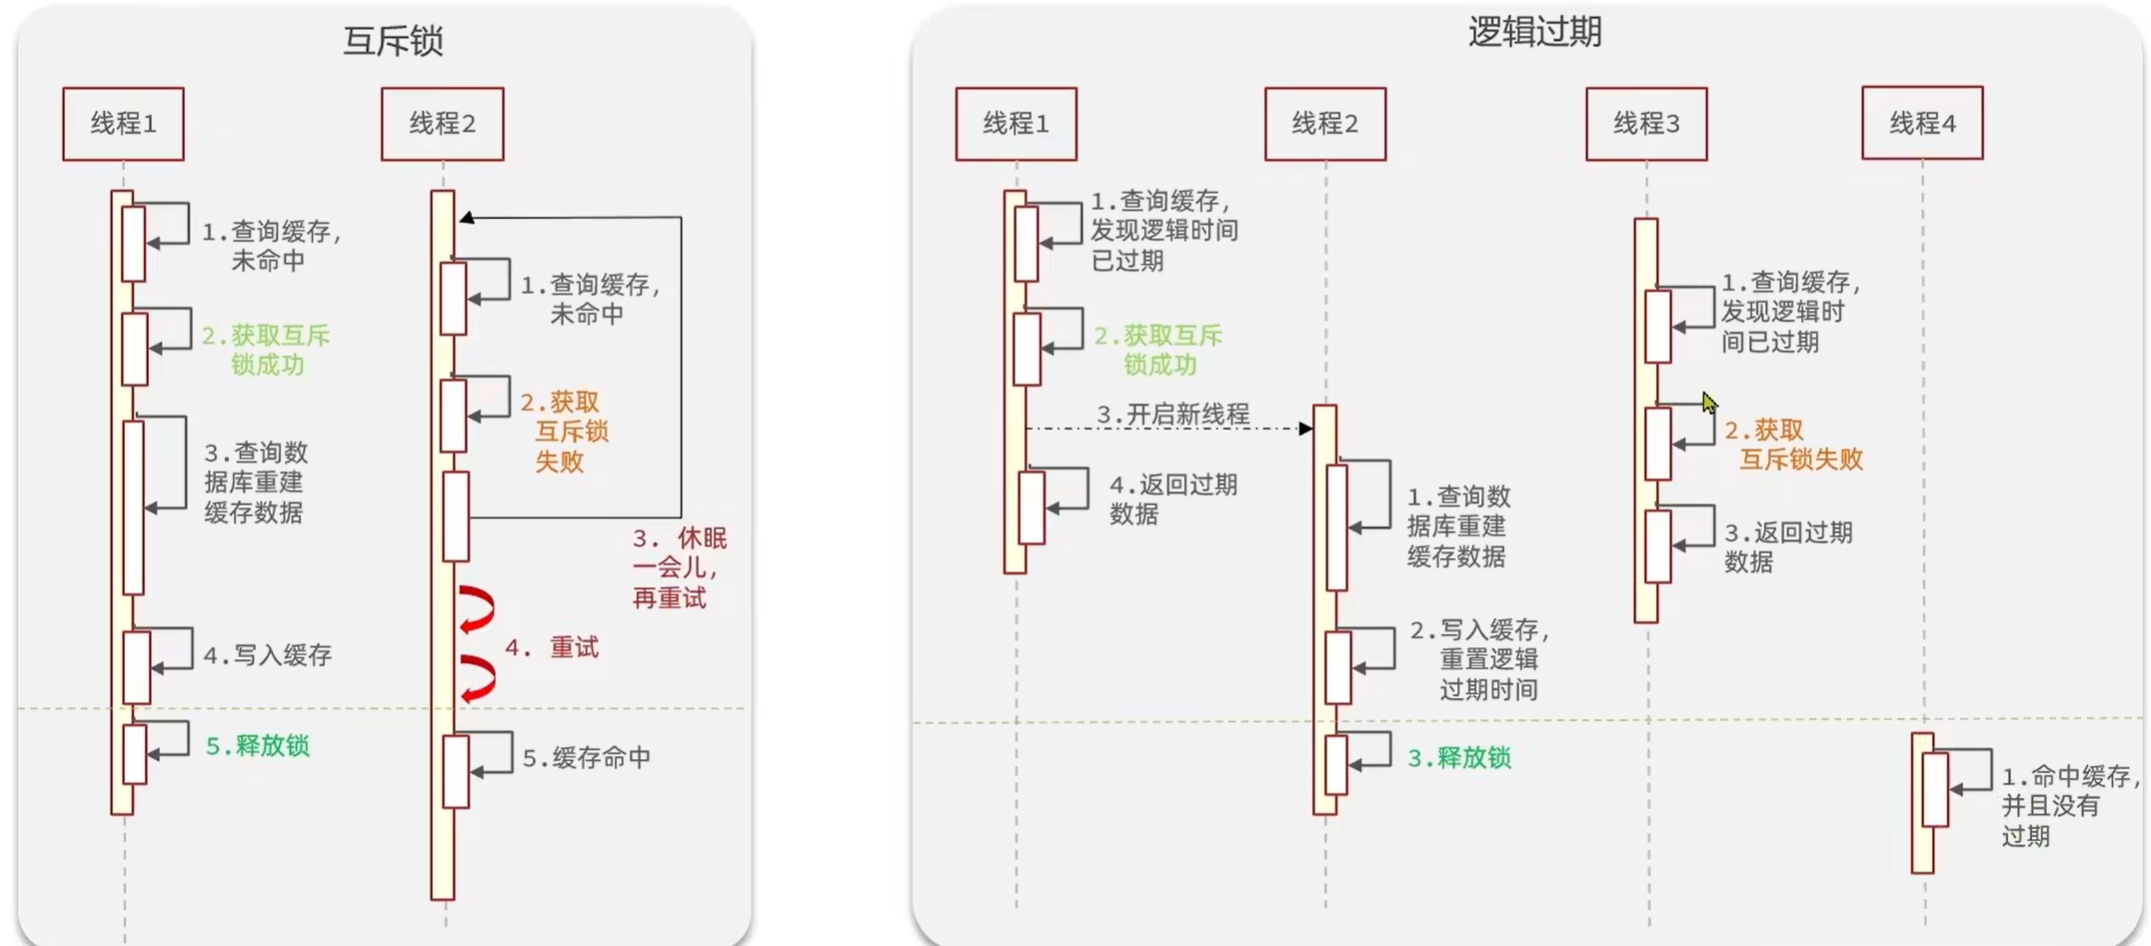 互斥锁
线程1
线程2
1.查询缓存，
未命中
2.获取互斥
锁成功
3.查询数
据库重建
缓存数据
4.写入缓存
5.释放锁
1.查询缓存，
未命中
2.获取
互斥锁
失败
3. 休眠
一会儿，
再重试
4. 重试
5.缓存命中
逻辑过期
线程1
线程2
线程3
线程4
1.查询缓存，
发现逻辑时间
已过期
2.获取互斥
锁成功
3.开启新线程
4.返回过期
数据
1.查询数
据库重建
缓存数据
2.写入缓存，
重置逻辑
过期时间
3.释放锁
1.查询缓存，
发现逻辑时
间已过期
2.获取
互斥锁失败
3.返回过期
数据
1.命中缓存，
并且没有
过期